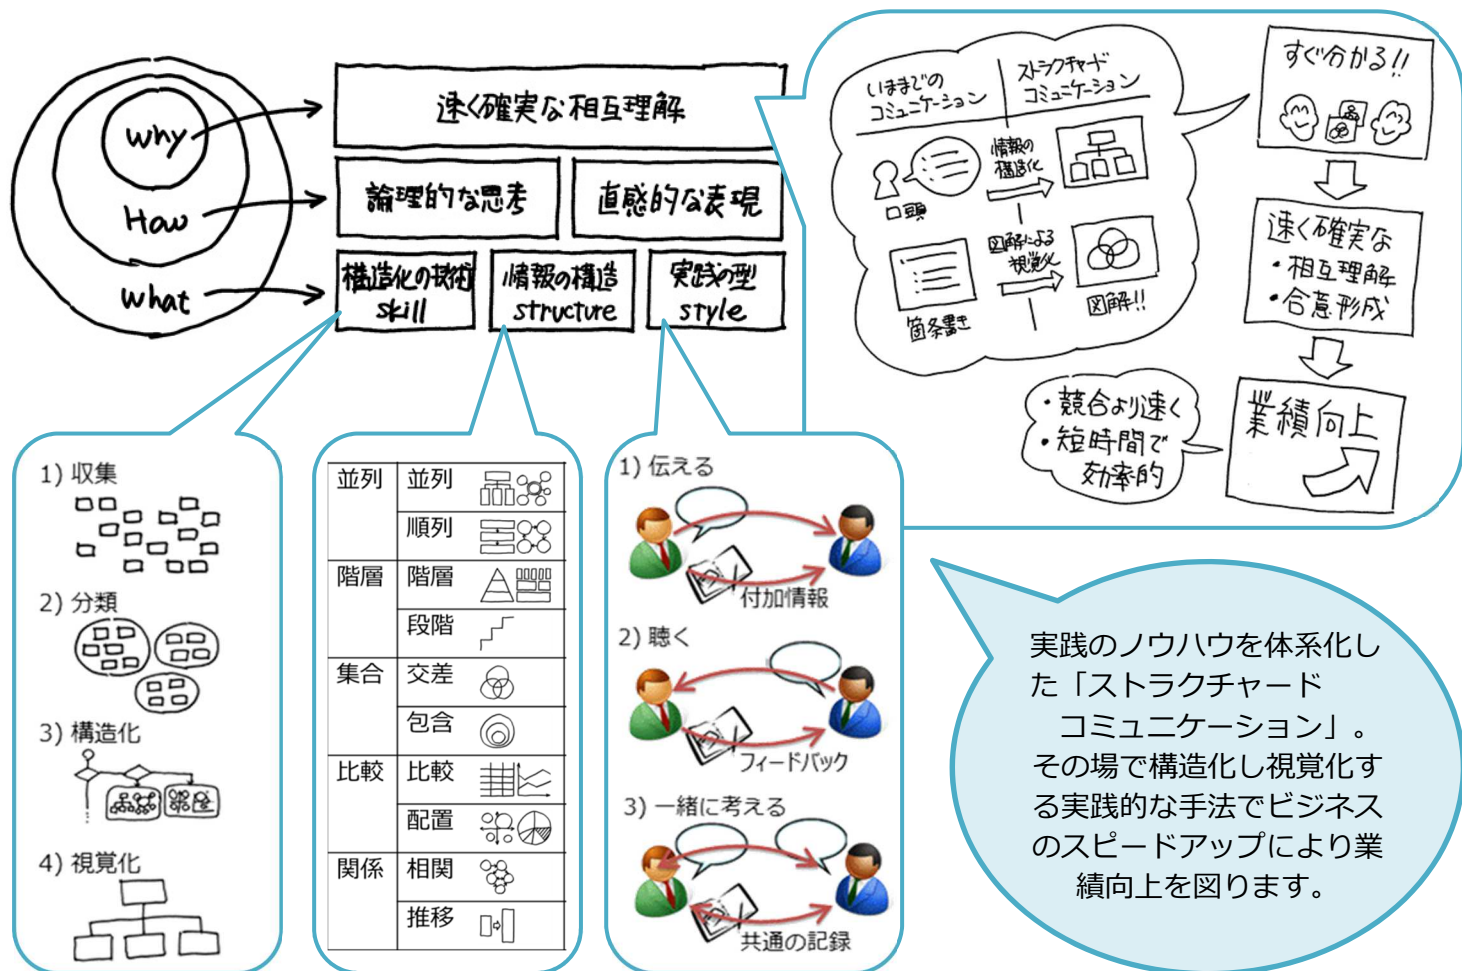 why
How
what
速く確実な相互理解
論理的な思考
直感的な表現
構造化の技術
skill
情報の構造
structure
実践の型
style
いままでの
コミュニケーション
ストラクチャード
コミュニケーション
口頭
情報の
構造化
箇条書き
図解による
視覚化
図解!!
すぐ分かる!!
速く確実な
・相互理解
・合意形成
業績向上
・競合より速く
・短時間で
効率的
1) 収集
2) 分類
3) 構造化
4) 視覚化
並列 並列
順列
階層 階層
段階
集合 交差
包含
比較 比較
配置
関係 相関
推移
1) 伝える
付加情報
2) 聴く
フィードバック
3) 一緒に考える
共通の記録
実践のノウハウを体系化し
た「ストラクチャード
コミュニケーション」。
その場で構造化し視覚化す
る実践的な手法でビジネス
のスピードアップにより業
績向上を図ります。